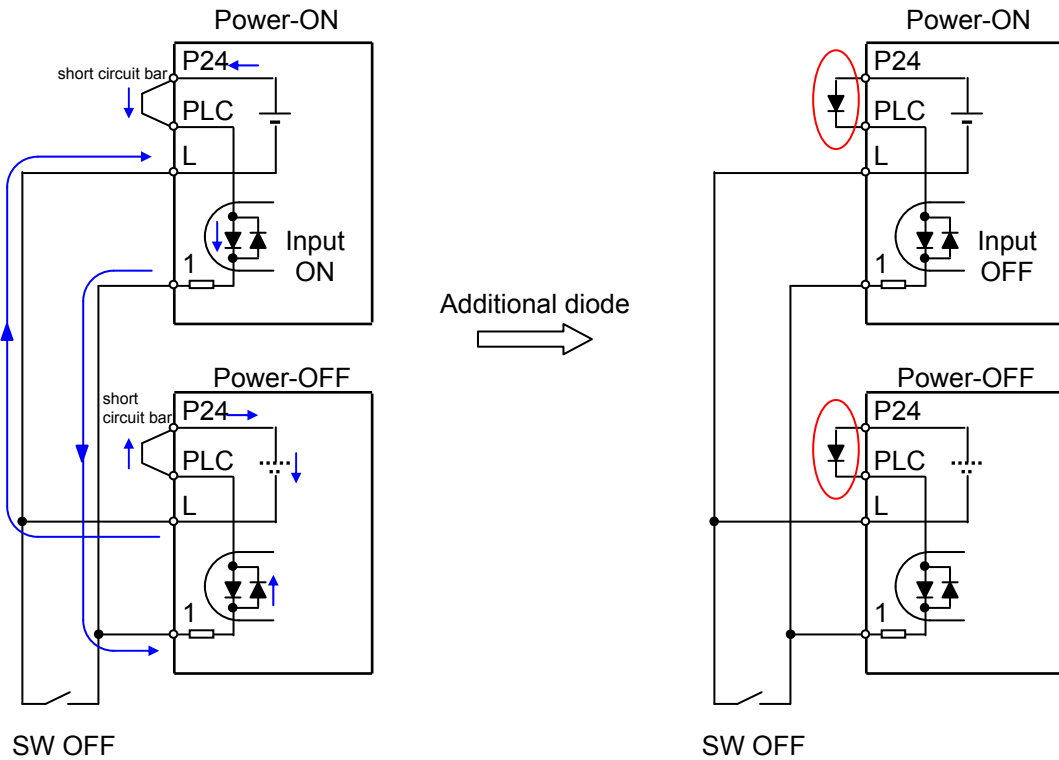 Power-ON
P24
short circuit bar
PLC
L
Input
ON
1
Power-OFF
short
circuit bar
P24
PLC
L
1
SW OFF
Additional diode
Power-ON
P24
PLC
L
Input
OFF
1
Power-OFF
P24
PLC
L
1
SW OFF